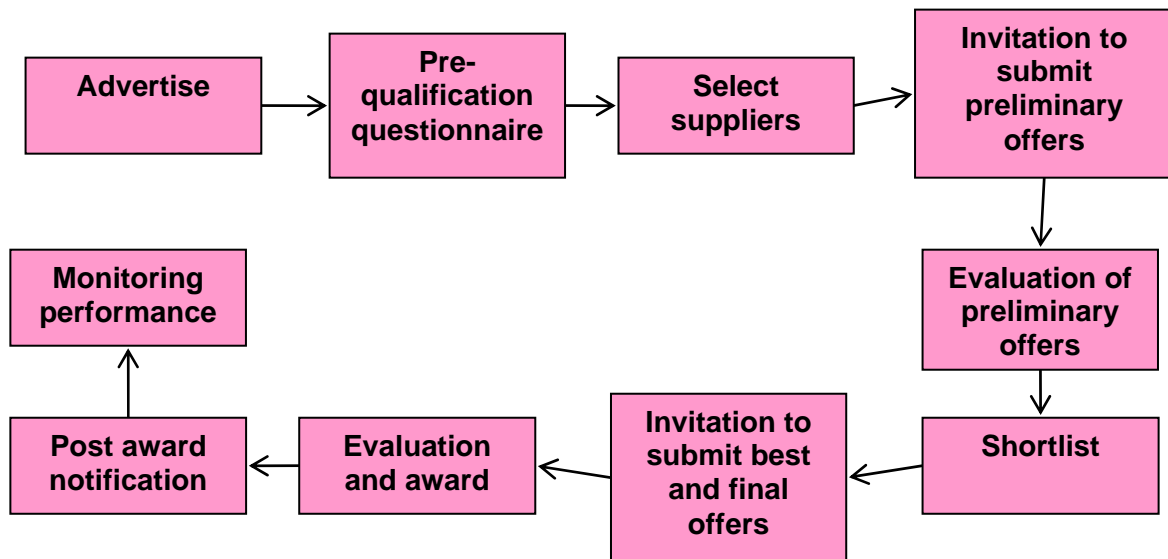 Advertise
Pre-
qualification
questionnaire
Select
suppliers
Invitation to
submit
preliminary
offers
Evaluation of
preliminary
offers
Shortlist
Invitation to
submit best
and final
offers
Evaluation
and award
Post award
notification
Monitoring
performance